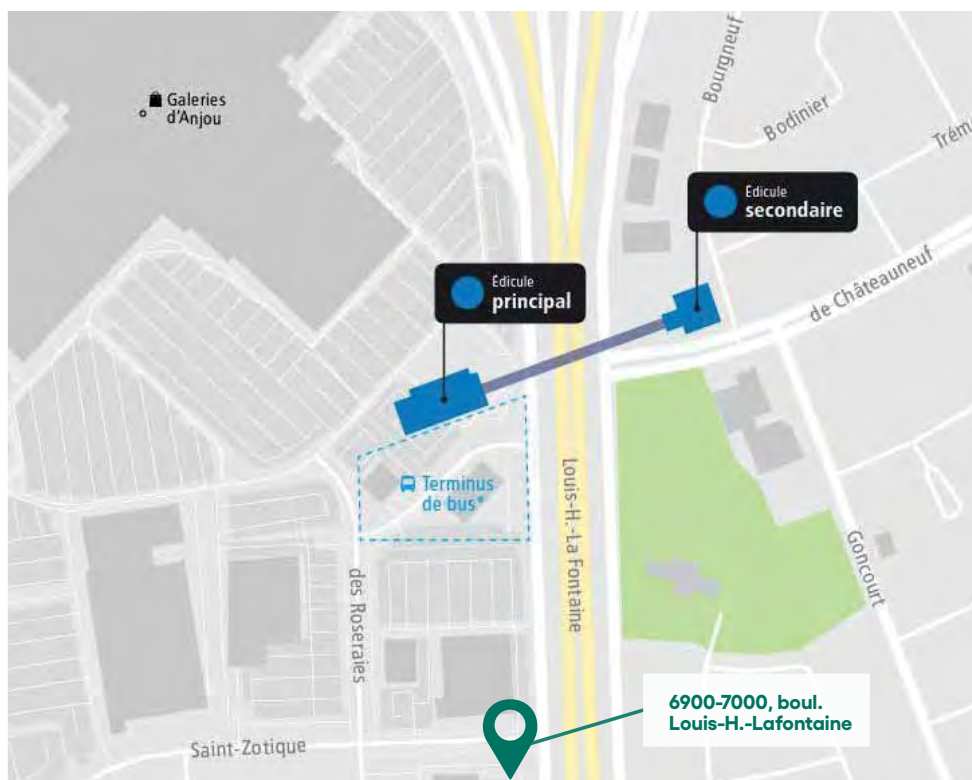 Galeries
d'Anjou
Bourgneuf
Bodinier
Édicule
secondaire
Édicule
principal
de Châteauneuf
Terminus
de bus*
Louis-H.-La Fontaine
Goncourt
des Roseraies
6900-7000, boul.
Louis-H.-Lafontaine
Saint-Zotique